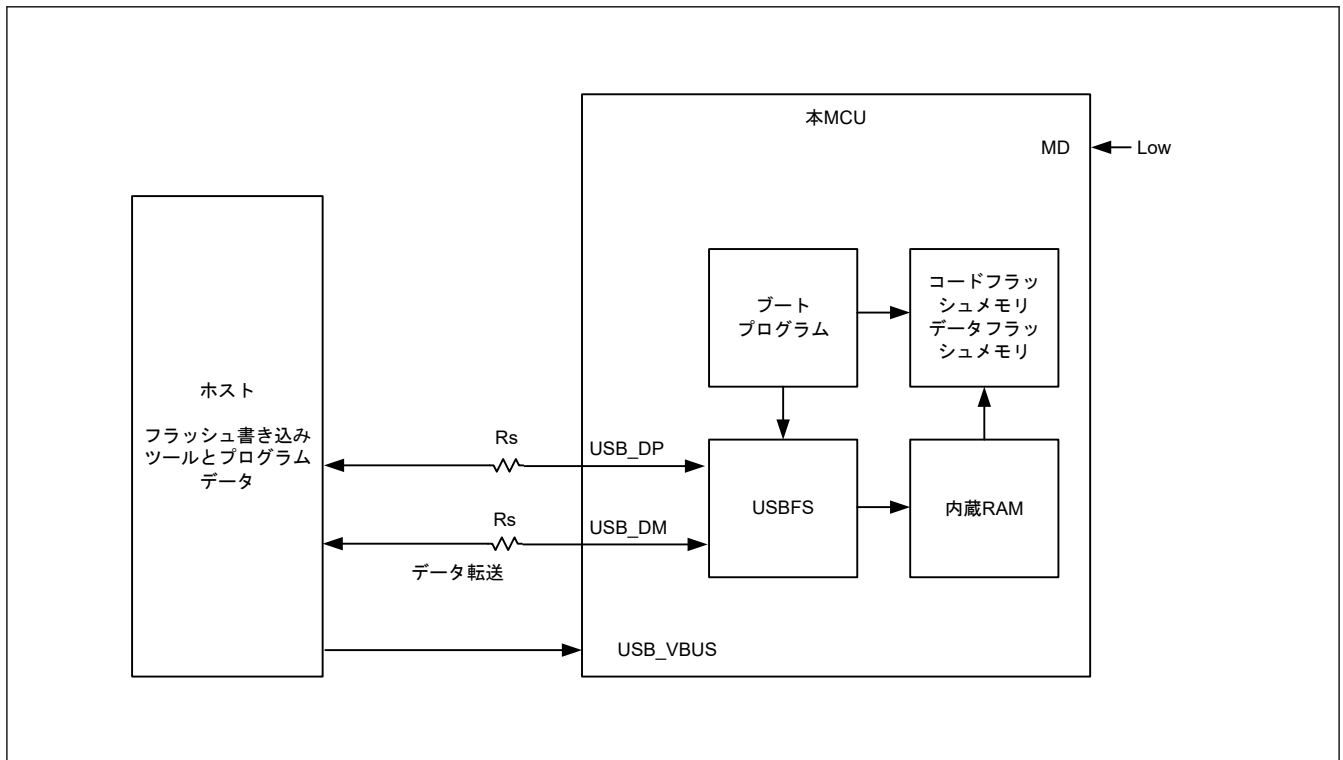 本MCU
MD
Low
ブート
プログラム
コードフラッ
シュメモリ
データフラッ
シュメモリ
ホスト
フラッシュ書き込み
ツールとプログラム
データ
Rs
USB_DP
USBFS
内蔵RAM
Rs
USB_DM
データ転送
USB_VBUS